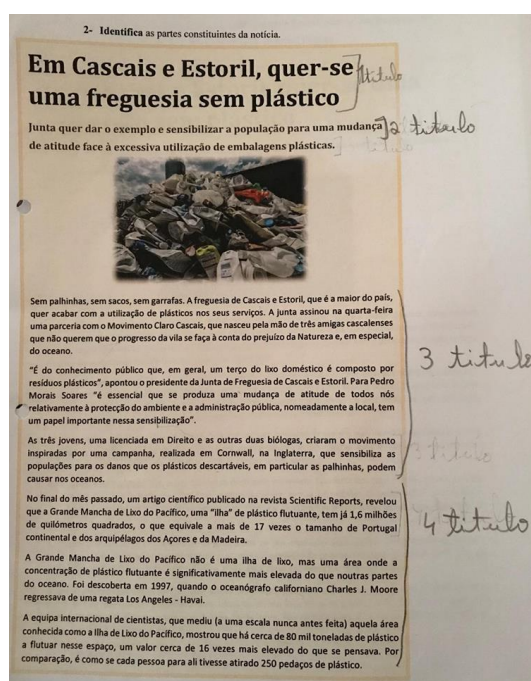 2- Identifica as partes constituintes da notícia.
Em Cascais e Estoril, quer-se
uma freguesia sem plástico
título
Junta quer dar o exemplo e sensibilizar a população para uma mudança
de atitude face à excessiva utilização de embalagens plásticas.
2 titulo
Sem palhinhas, sem sacos, sem garrafas. A freguesia de Cascais e Estoril, que é a maior do país,
quer acabar com a utilização de plásticos nos seus serviços. A junta assinou na quarta-feira
uma parceria com o Movimento Claro Cascais, que nasceu pela mão de três amigas cascalenses
que não querem que o progresso da vila se faça à conta do prejuízo da Natureza e, em especial,
do oceano.
3 titulo
"É do conhecimento público que, em geral, um terço do lixo doméstico é composto por
resíduos plásticos", apontou o presidente da Junta de Freguesia de Cascais e Estoril. Para Pedro
Morais Soares "é essencial que se produza uma mudança de atitude de todos nós
relativamente à protecção do ambiente e a administração pública, nomeadamente a local, tem
um papel importante nessa sensibilização".
As três jovens, uma licenciada em Direito e as outras duas biólogas, criaram o movimento
inspiradas por uma campanha, realizada em Cornwall, na Inglaterra, que sensibiliza as
populações para os danos que os plásticos descartáveis, em particular as palhinhas, podem
causar nos oceanos.
3 titulo
No final do mês passado, um artigo científico publicado na revista Scientific Reports, revelou
que a Grande Mancha de Lixo do Pacífico, uma "ilha" de plástico flutuante, tem já 1,6 milhões
de quilómetros quadrados, o que equivale a mais de 17 vezes o tamanho de Portugal
continental e dos arquipélagos dos Açores e da Madeira.
4 titulo
A Grande Mancha de Lixo do Pacífico não é uma ilha de lixo, mas uma área onde a
concentração de plástico flutuante é significativamente mais elevada do que noutras partes
do oceano. Foi descoberta em 1997, quando o oceanógrafo californiano Charles J. Moore
regressava de uma regata Los Angeles - Havai.
A equipa internacional de cientistas, que mediu (a uma escala nunca antes feita) aquela área
conhecida como a Ilha de Lixo do Pacífico, mostrou que há cerca de 80 mil toneladas de plástico
a flutuar nesse espaço, um valor cerca de 16 vezes mais elevado do que se pensava. Por
comparação, é como se cada pessoa para ali tivesse atirado 250 pedaços de plástico.